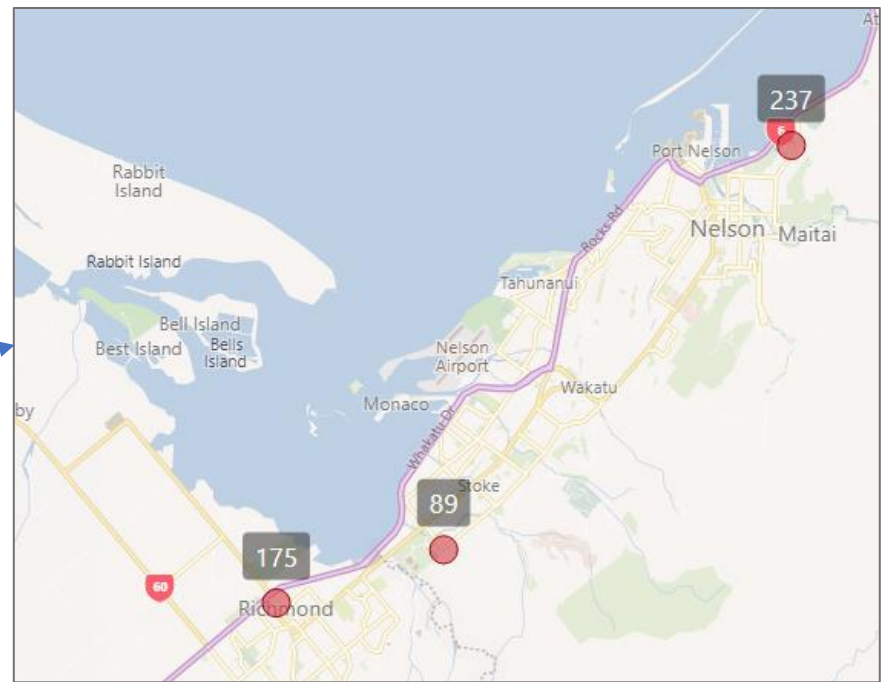 At
237
6
Port Nelson
Rabbit
Island
Nelson
Maitai
Rocks Rd
Rabbit Island
Tahunanui
Bell Island
Best Island
Bells
Island
Nelson
Airport
Wakatu
Monaco
by
Whakatu Dr
Stoke
89
175
60
Richmond